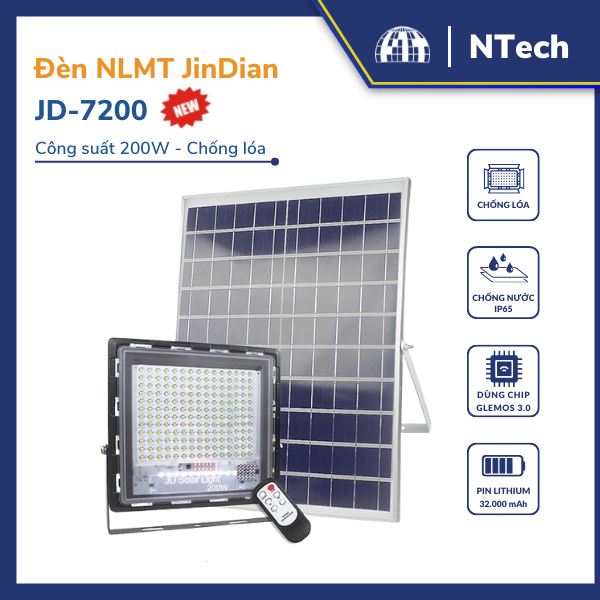 NTech
Đèn NLMT JinDian
JD-7200
NEW
Công suất 200W - Chống lóa
CHỐNG LÓA
CHỐNG NƯỚC
IP65
DÙNG CHIP
GLEMOS 3.0
PIN LITHIUM
32.000 mAh
JD Solar Light
200W